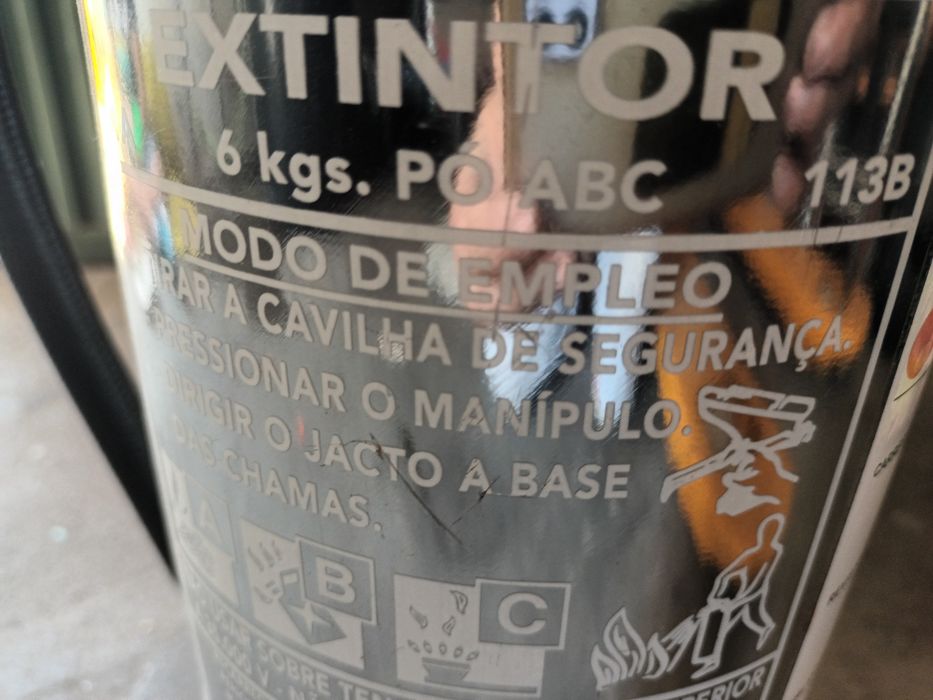 EXTINTOR
6 kgs. PÓ ABC 113B
MODO DE EMPLEO
RAR A CAVILHA DE SEGURANÇA.
PRESSIONAR O MANÍPULO.
DIRIGIR O JACTO A BASE
DAS CHAMAS.
A B C
SOBRE